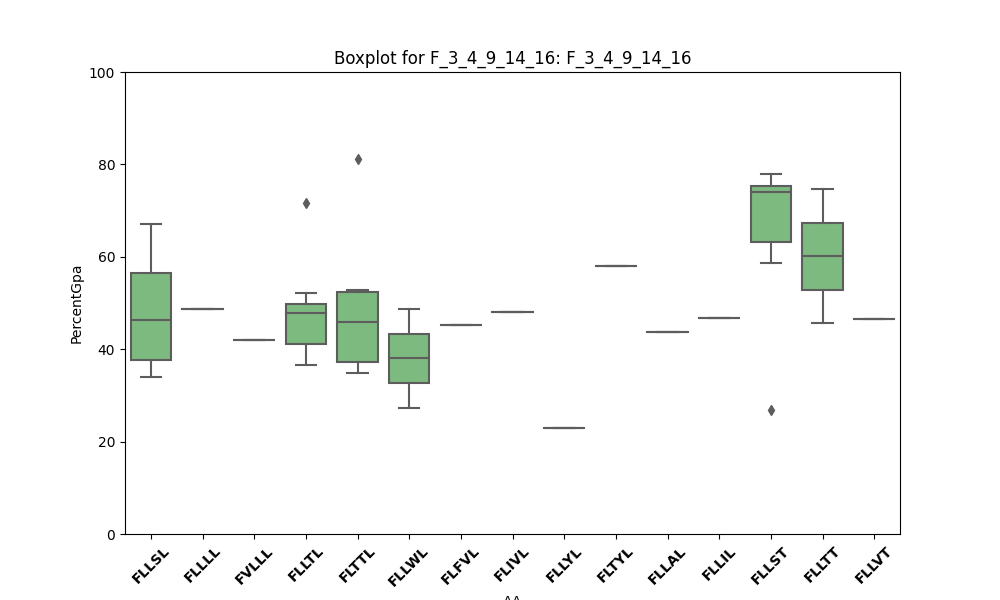 Boxplot for F_3_4_9_14_16: F_3_4_9_14_16
100
80
60
40
20
0
PercentGpa
FLLSL FLLLL FVLLL FLLTL FLTTL FLLWL FLFVL FLIVL FLLYL FLTYL FLLAL FLLIL FLLST FLLTT FLLVT
AA